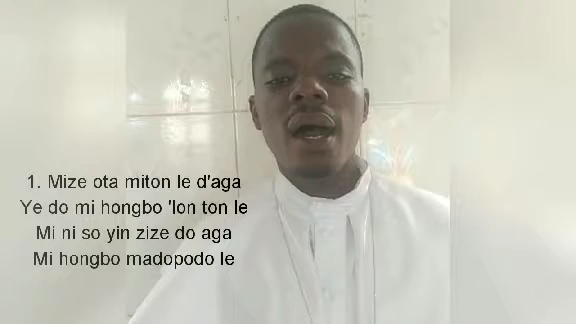 1. Mize ota miton le d'aga
Ye do mi hongbo 'lon ton le
Mi ni so yin zize do aga
Mi hongbo madopodo le